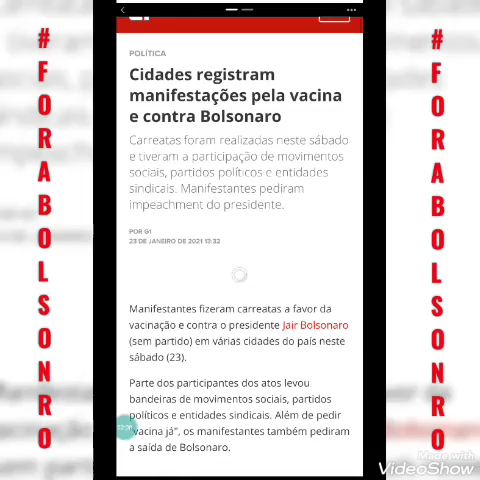 #FORABOLSONRO
POLÍTICA
Cidades registram
manifestações pela vacina
e contra Bolsonaro
Carreatas foram realizadas neste sábado
e tiveram a participação de movimentos
sociais, partidos políticos e entidades
sindicais. Manifestantes pediram
impeachment do presidente.
POR G1
23 DE JANEIRO DE 2021 13:32
Manifestantes fizeram carreatas a favor da
vacinação e contra o presidente Jair Bolsonaro
(sem partido) em várias cidades do país neste
sábado (23).
Parte dos participantes dos atos levou
bandeiras de movimentos sociais, partidos
políticos e entidades sindicais. Além de pedir
"vacina já", os manifestantes também pediram
a saída de Bolsonaro.
#FORABOLSONRO
Made with
VideoShow